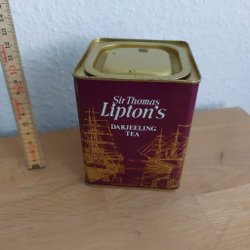 Sir Thomas
Lipton's
DARJEELING
TEA